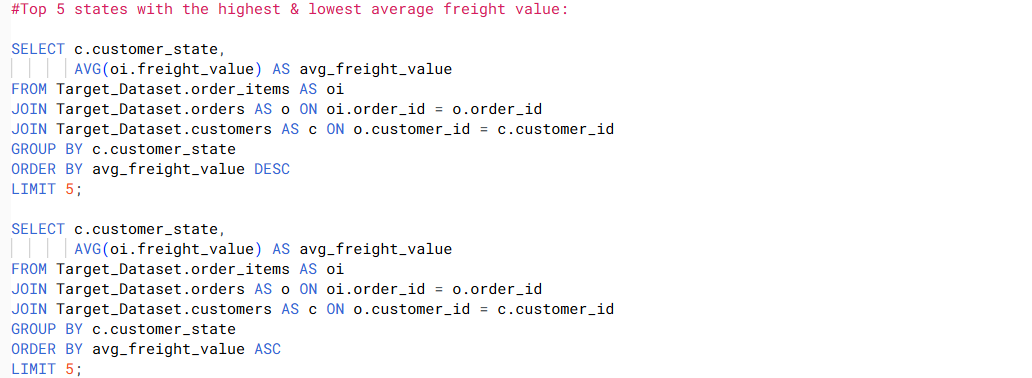 #Top 5 states with the highest & lowest average freight value:
SELECT c.customer_state,
AVG(oi.freight_value) AS avg_freight_value
FROM Target_Dataset.order_items AS oi
JOIN Target_Dataset.orders AS o ON oi.order_id = o.order_id
JOIN Target_Dataset.customers AS c ON o.customer_id = c.customer_id
GROUP BY c.customer_state
ORDER BY avg_freight_value DESC
LIMIT 5;
SELECT c.customer_state,
AVG(oi.freight_value) AS avg_freight_value
FROM Target_Dataset.order_items AS oi
JOIN Target_Dataset.orders AS o ON oi.order_id = o.order_id
JOIN Target_Dataset.customers AS c ON o.customer_id = c.customer_id
GROUP BY c.customer_state
ORDER BY avg_freight_value ASC
LIMIT 5;